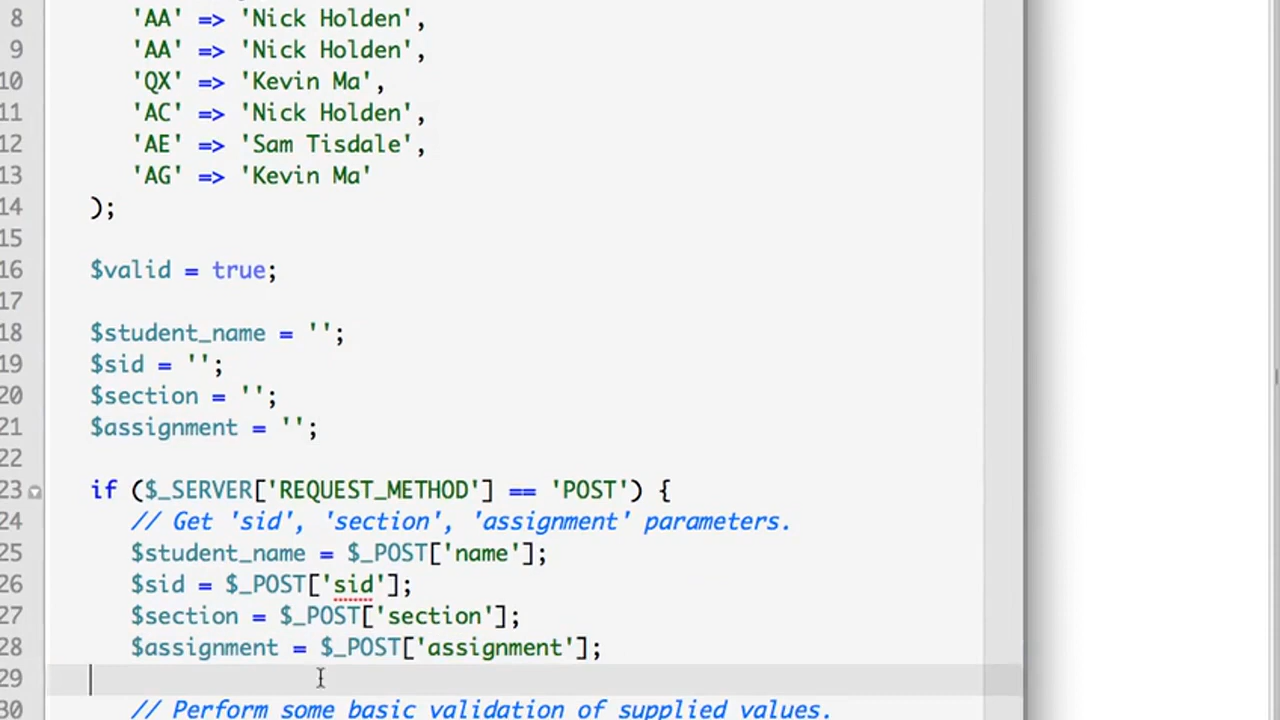 8 'AA' => 'Nick Holden',
9 'AA' => 'Nick Holden',
10 'QX' => 'Kevin Ma',
11 'AC' => 'Nick Holden',
12 'AE' => 'Sam Tisdale',
13 'AG' => 'Kevin Ma'
14 );
15
16 $valid = true;
17
18 $student_name = '';
19 $sid = '';
20 $section = '';
21 $assignment = '';
22
23 if ($_SERVER['REQUEST_METHOD'] == 'POST') {
24 // Get 'sid', 'section', 'assignment' parameters.
25 $student_name = $_POST['name'];
26 $sid = $_POST['sid'];
27 $section = $_POST['section'];
28 $assignment = $_POST['assignment'];
29
30 // Perform some basic validation of supplied values.